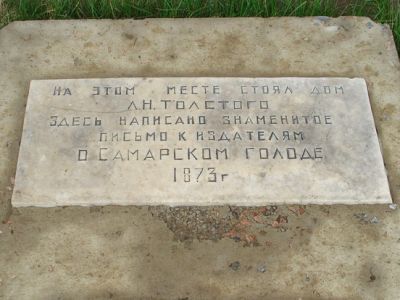 НА ЭТОМ МЕСТЕ СТОЯЛ ДОМ
Л.Н.ТОЛСТОГО
ЗДЕСЬ НАПИСАНО ЗНАМЕНИТОЕ
ПИСЬМО К ИЗДАТЕЛЯМ
О САМАРСКОМ ГОЛОДЕ
1873г